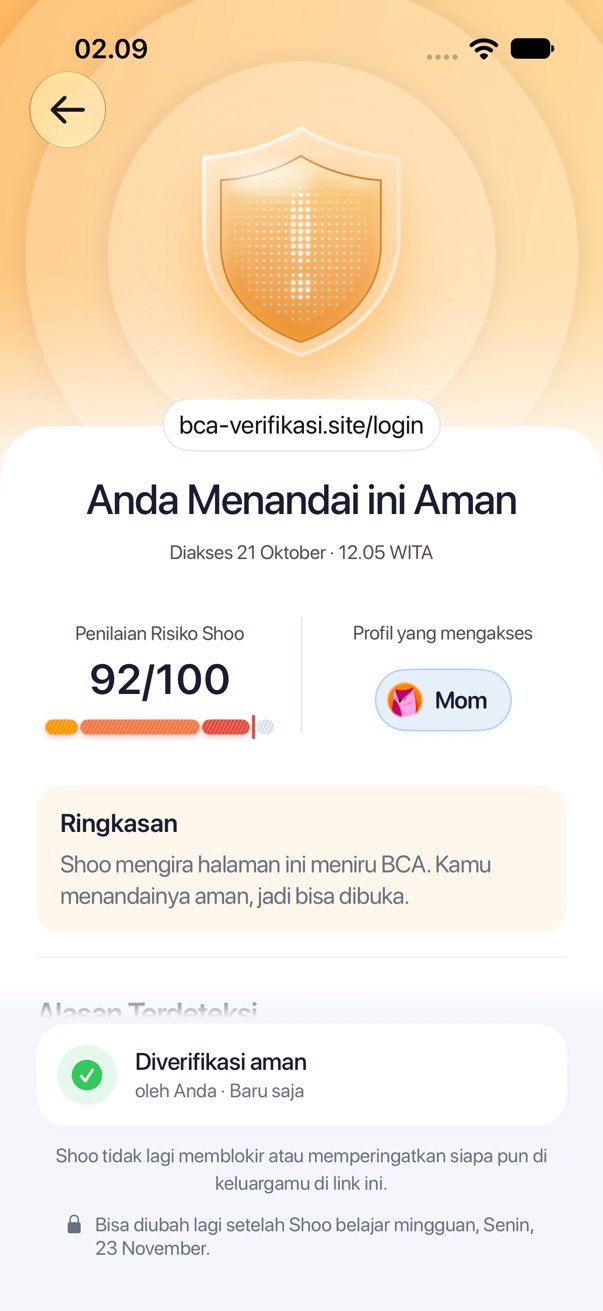 02.09
bca-verifikasi.site/login
Anda Menandai ini Aman
Diakses 21 Oktober · 12.05 WITA
Penilaian Risiko Shoo
92/100
Profil yang mengakses
Mom
Ringkasan
Shoo mengira halaman ini meniru BCA. Kamu
menandainya aman, jadi bisa dibuka.
Alasan Terdeteksi
Diverifikasi aman
oleh Anda · Baru saja
Shoo tidak lagi memblokir atau memperingatkan siapa pun di
keluargamu di link ini.
Bisa diubah lagi setelah Shoo belajar mingguan, Senin,
23 November.